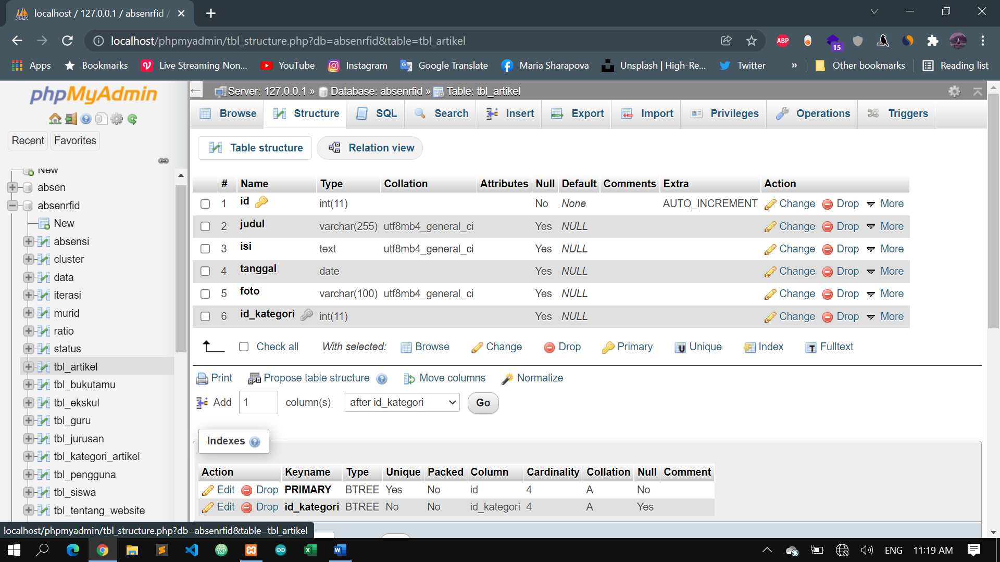 localhost / 127.0.0.1 / absenrfid /
localhost/phpmyadmin/tbl_structure.php?db=absenrfid&table=tbl_artikel
ABP
15
Apps Bookmarks Live Streaming Non... YouTube Instagram Google Translate Maria Sharapova Unsplash | High-Re... Twitter » Other bookmarks Reading list
phpMyAdmin
Recent Favorites
New
absen
absenrfid
New
absensi
cluster
data
iterasi
murid
ratio
status
tbl_artikel
tbl_bukutamu
tbl_ekskul
tbl_guru
tbl_jurusan
tbl_kategori_artikel
tbl_pengguna
tbl_siswa
tbl_tentang_website
Server: 127.0.0.1 » Database: absenrfid » Table: tbl_artikel
Browse Structure SQL Search Insert Export Import Privileges Operations Triggers
Table structure Relation view
# Name Type Collation Attributes Null Default Comments Extra Action
1 id int(11) No None AUTO_INCREMENT Change Drop More
2 judul varchar(255) utf8mb4_general_ci Yes NULL Change Drop More
3 isi text utf8mb4_general_ci Yes NULL Change Drop More
4 tanggal date Yes NULL Change Drop More
5 foto varchar(100) utf8mb4_general_ci Yes NULL Change Drop More
6 id_kategori int(11) Yes NULL Change Drop More
Check all With selected: Browse Change Drop Primary Unique Index Fulltext
Print Propose table structure Move columns Normalize
Add 1 column(s) after id_kategori Go
Indexes
Action Keyname Type Unique Packed Column Cardinality Collation Null Comment
Edit Drop PRIMARY BTREE Yes No id 4 A No
Edit Drop id_kategori BTREE No No id_kategori 4 A Yes
localhost/phpmyadmin/tbl_structure.php?db=absenrfid&table=tbl_artikel
ENG 11:19 AM